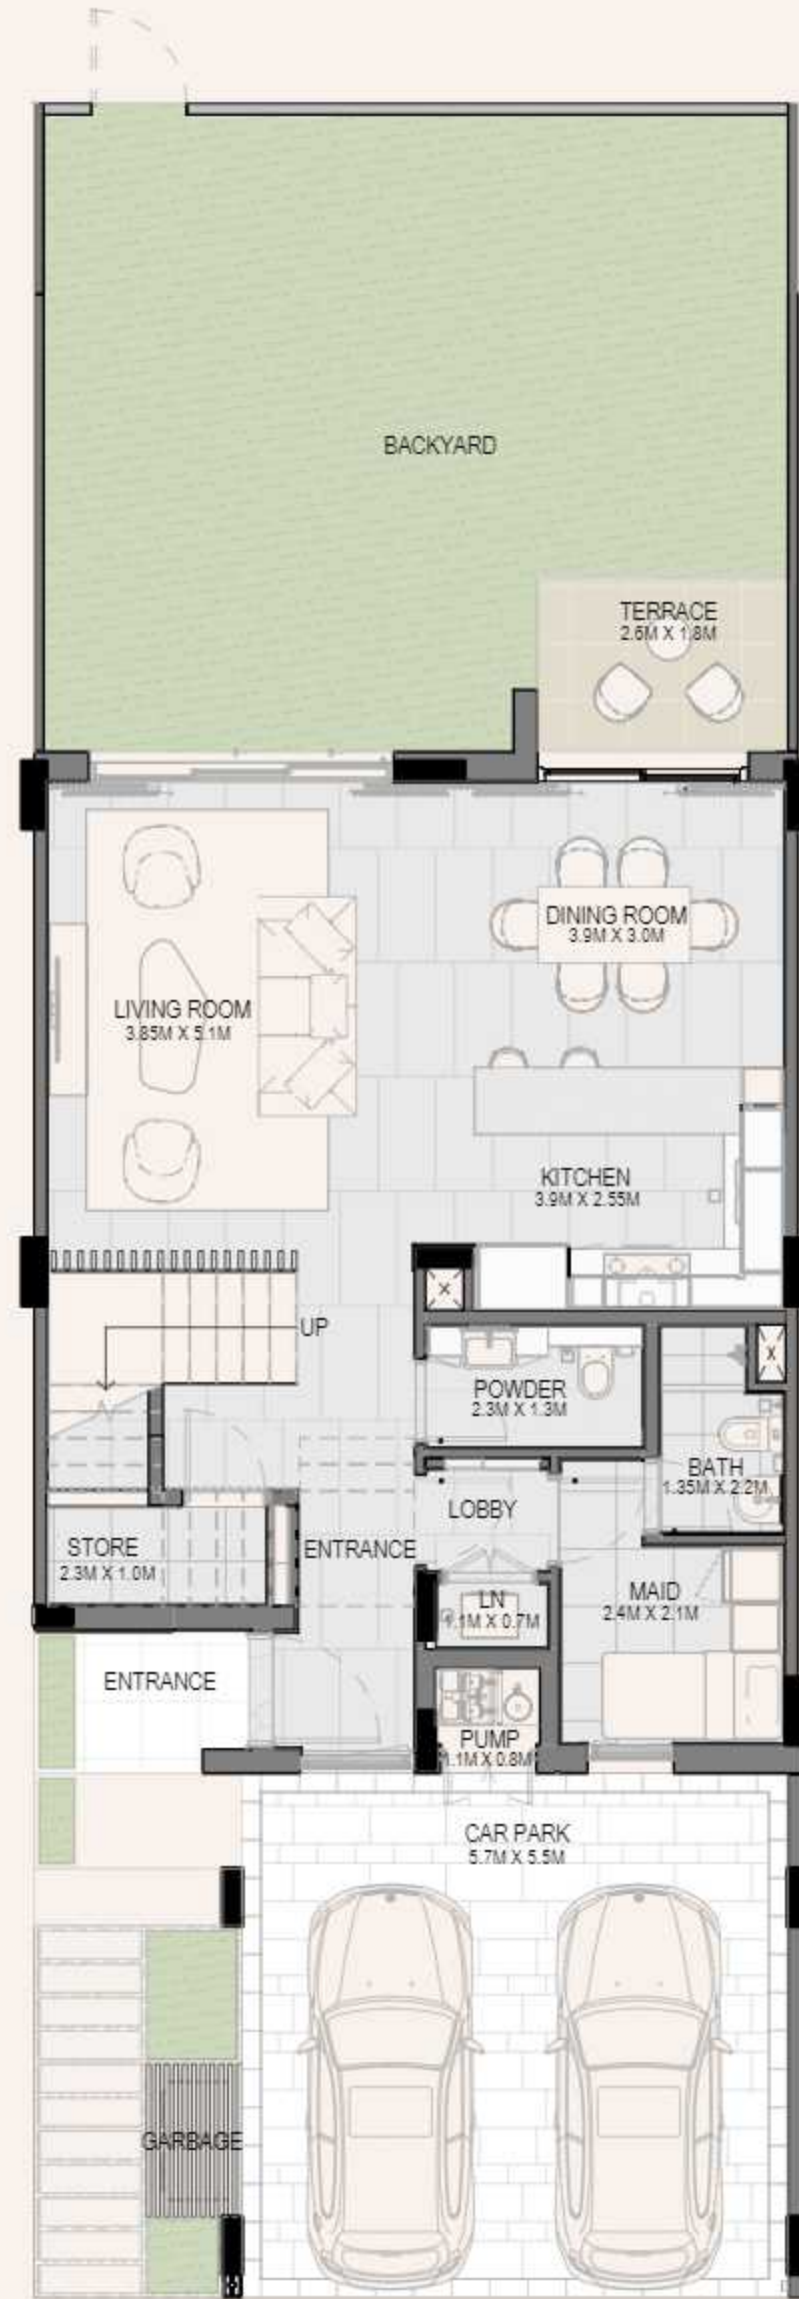 BACKYARD
TERRACE
2.6M X 1.8M
DINING ROOM
3.9M X 3.0M
LIVING ROOM
3.85M X 5.1M
KITCHEN
3.9M X 2.55M
UP
POWDER
2.3M X 1.3M
BATH
1.35M X 2.2M
LOBBY
STORE
2.3M X 1.0M
ENTRANCE
LN
1.1M X 0.7M
MAID
2.4M X 2.1M
ENTRANCE
PUMP
1.1M X 0.8M
CAR PARK
5.7M X 5.5M
GARBAGE